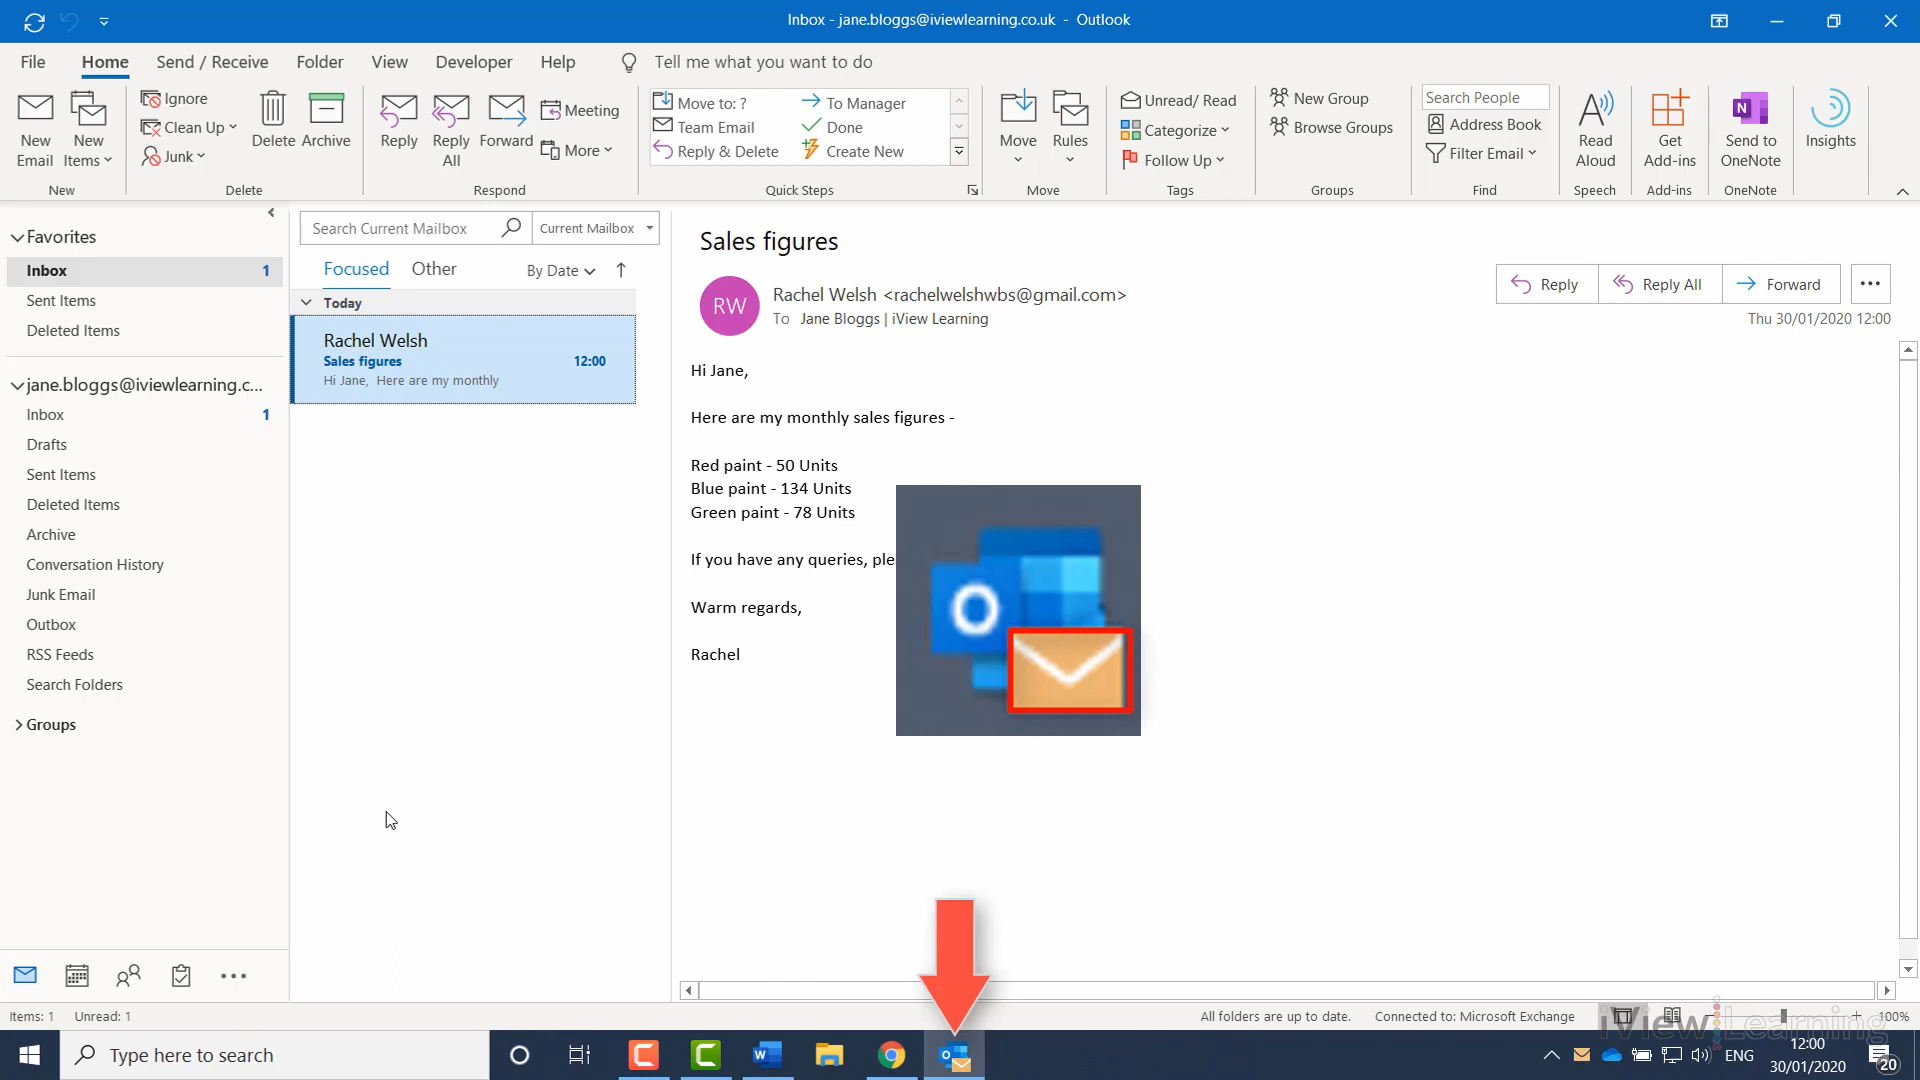 Inbox - jane.bloggs@iviewlearning.co.uk - Outlook
File Home Send / Receive Folder View Developer Help Tell me what you want to do
New Email
New Items
Ignore
Clean Up
Junk
Delete
Archive
Reply
Reply All
Forward
Meeting
More
Move to: ?
Team Email
Reply & Delete
To Manager
Done
Create New
Move
Rules
Unread/ Read
Categorize
Follow Up
New Group
Browse Groups
Search People
Address Book
Filter Email
Read Aloud
Get Add-ins
Send to OneNote
Insights
New Delete Respond Quick Steps Move Tags Groups Find Speech Add-ins OneNote
Favorites
Inbox 1
Sent Items
Deleted Items
jane.bloggs@iviewlearning.c...
Inbox 1
Drafts
Sent Items
Deleted Items
Archive
Conversation History
Junk Email
Outbox
RSS Feeds
Search Folders
Groups
Search Current Mailbox Current Mailbox
Focused Other By Date
Today
Rachel Welsh
Sales figures 12:00
Hi Jane, Here are my monthly
Sales figures
RW
Rachel Welsh <rachelwelshwbs@gmail.com>
To Jane Bloggs | iView Learning
Reply Reply All Forward
Thu 30/01/2020 12:00
Hi Jane,
Here are my monthly sales figures -
Red paint - 50 Units
Blue paint - 134 Units
Green paint - 78 Units
If you have any queries, ple
Warm regards,
Rachel
Items: 1 Unread: 1
All folders are up to date. Connected to: Microsoft Exchange 100%
iView Learning
Type here to search
ENG
12:00
30/01/2020
20